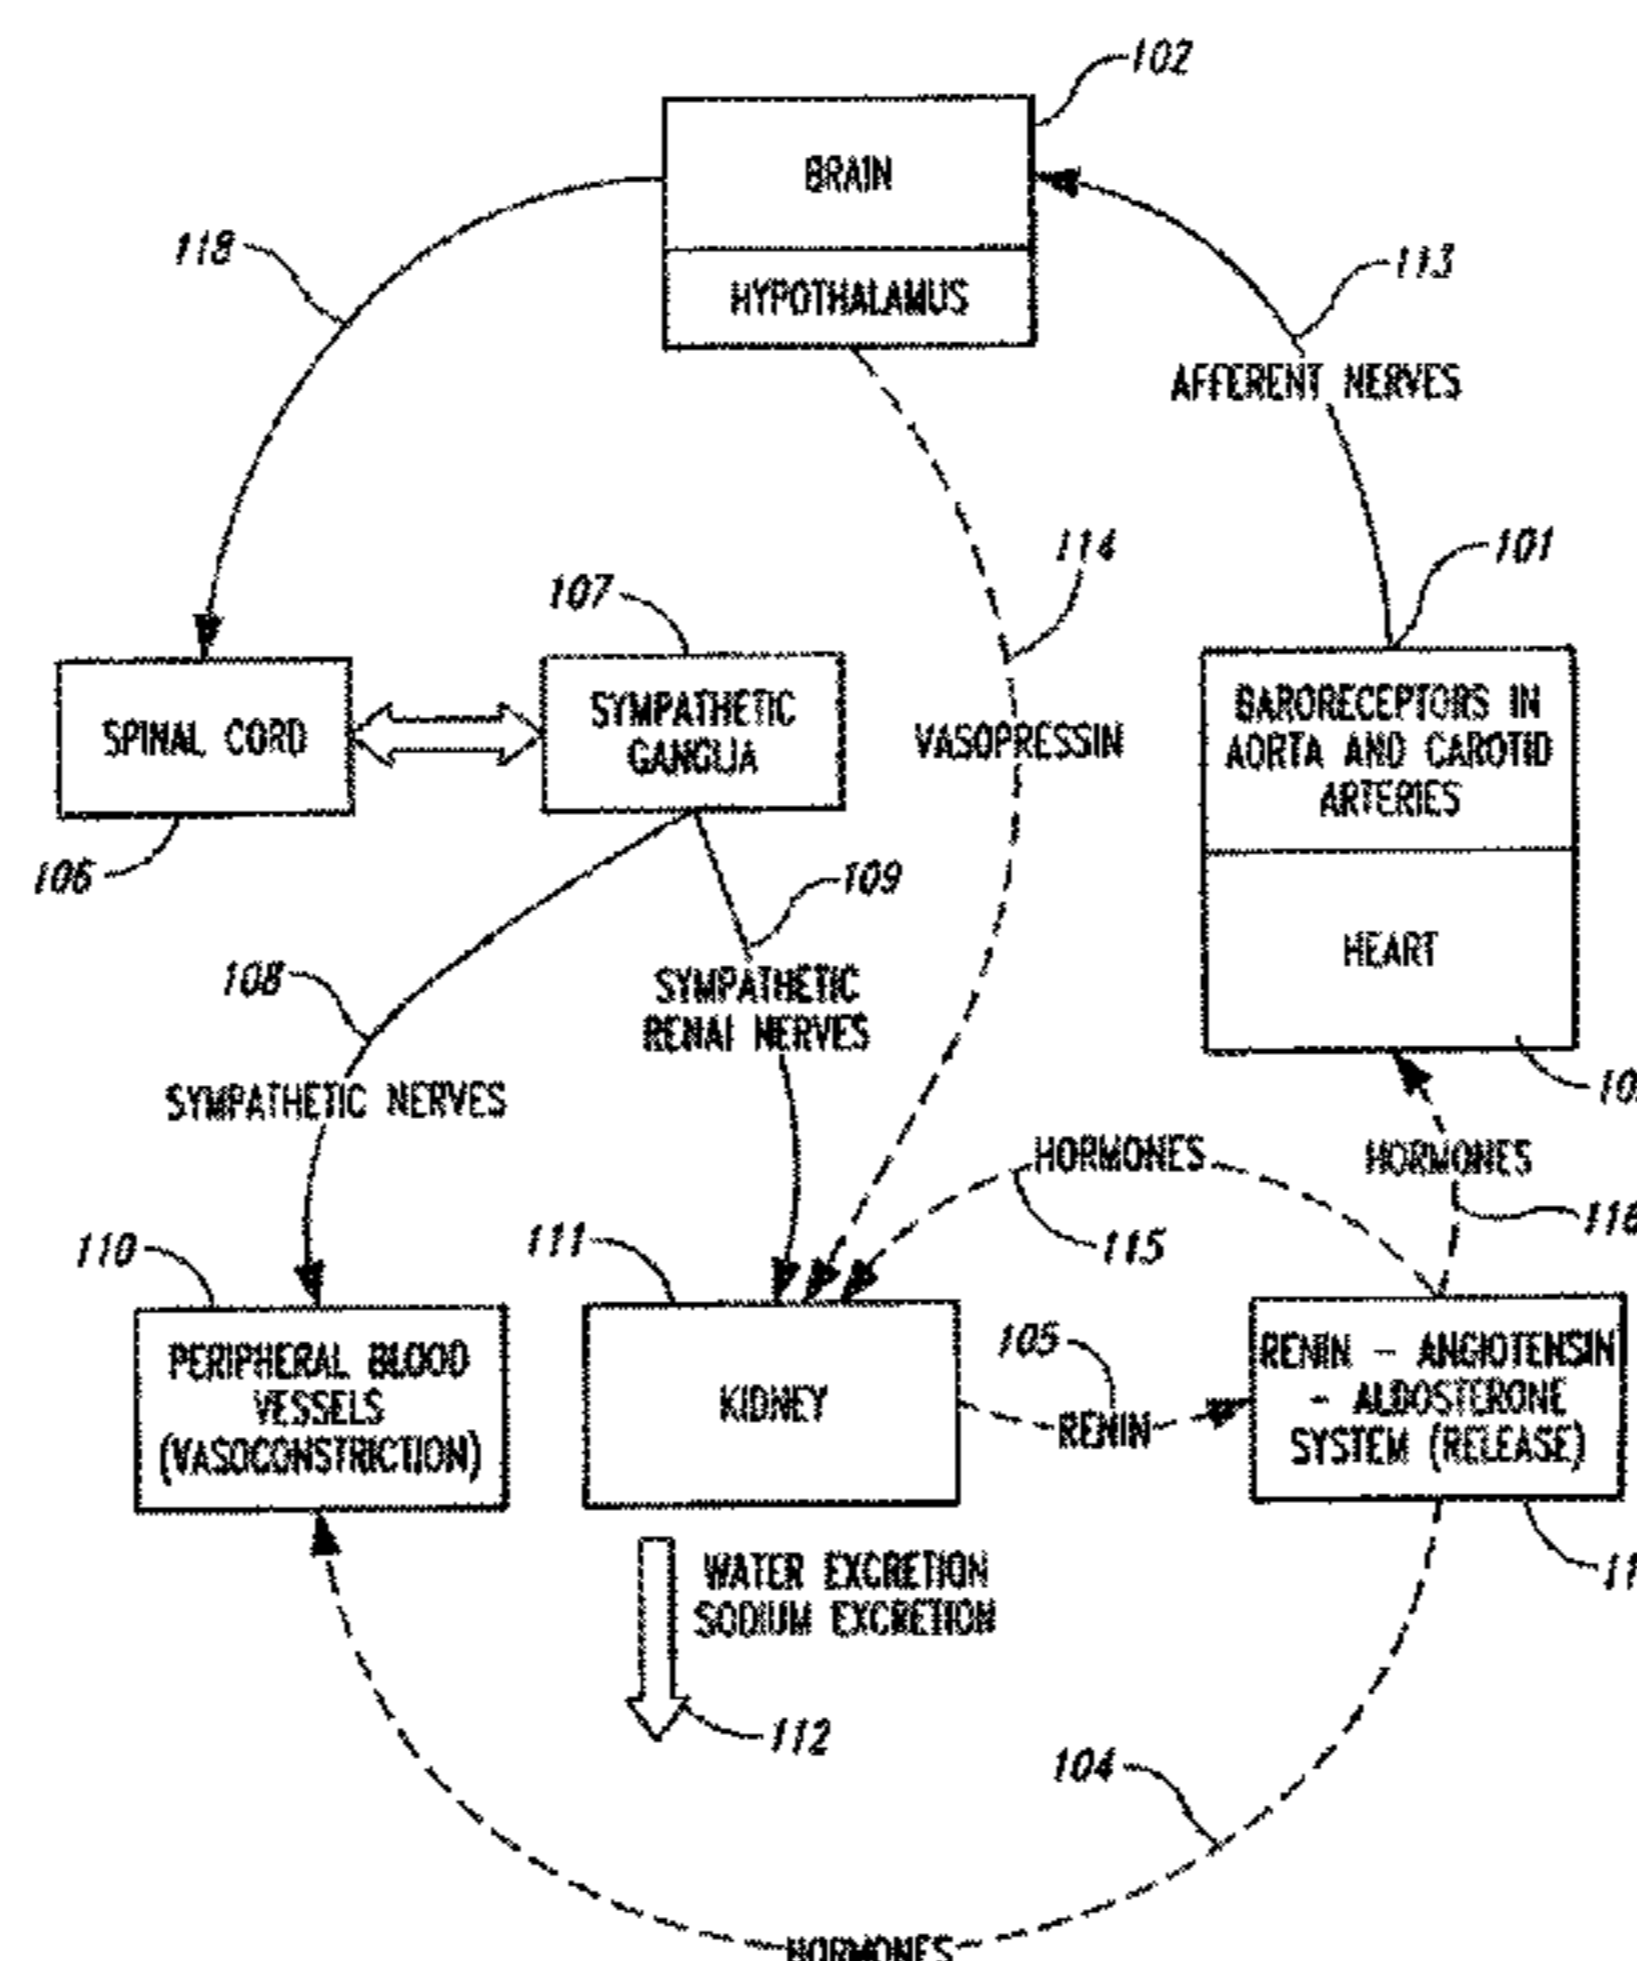 102
BRAIN
118
113
HYPOTHALAMUS
AFFERENT NERVES
114
101
107
SYMPATHETIC
GANGLIA
SPINAL CORD
VASOPRESSIN
BARORECEPTORS IN
AORTA AND CAROTID
ARTERIES
106
109
HEART
108
SYMPATHETIC
RENAL NERVES
SYMPATHETIC NERVES
HORMONES
HORMONES
116
110
111
115
105
PERIPHERAL BLOOD
VESSELS
(VASOCONSTRICTION)
KIDNEY
RENIN
RENIN - ANGIOTENSIN
- ALDOSTERONE
SYSTEM (RELEASE)
WATER EXCRETION
SODIUM EXCRETION
112
104
HORMONES